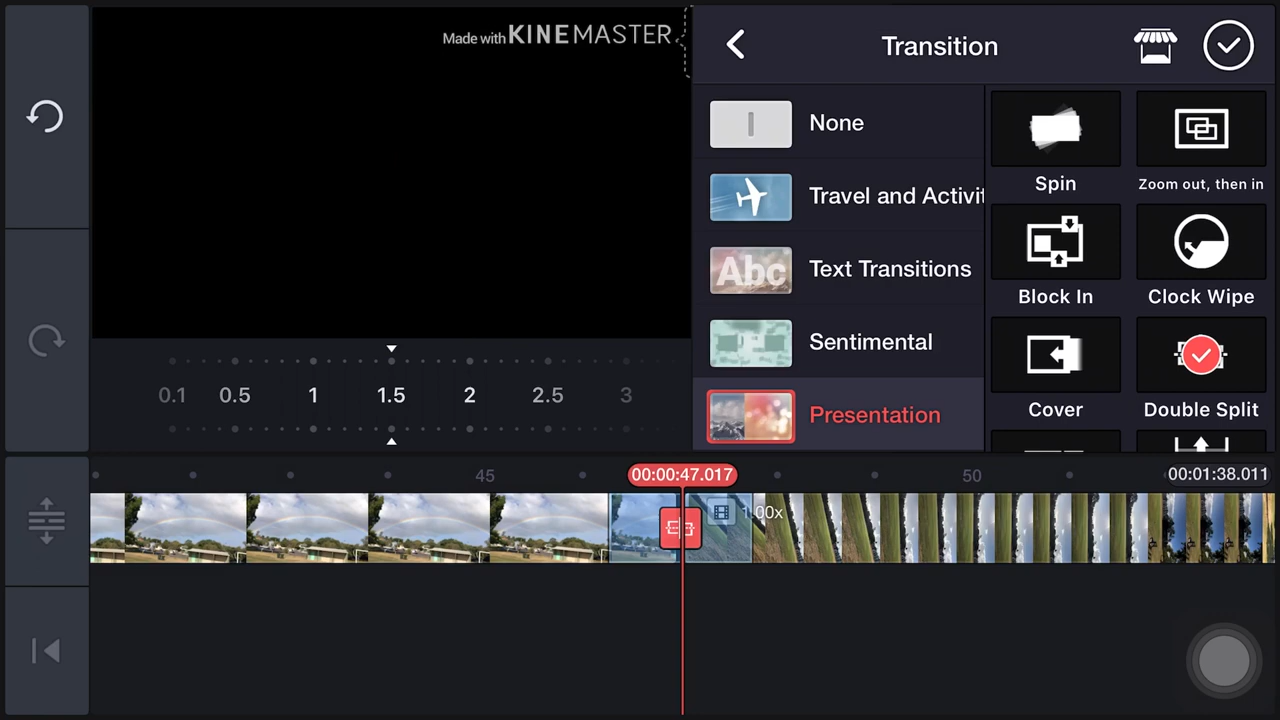 Made with KINEMASTER
Transition
None
Travel and Activit
Abc
Text Transitions
Sentimental
Presentation
Spin
Zoom out, then in
Block In
Clock Wipe
Cover
Double Split
0.1 0.5 1 1.5 2 2.5 3
45
00:00:47.017
50
00:01:38.011
1.00x